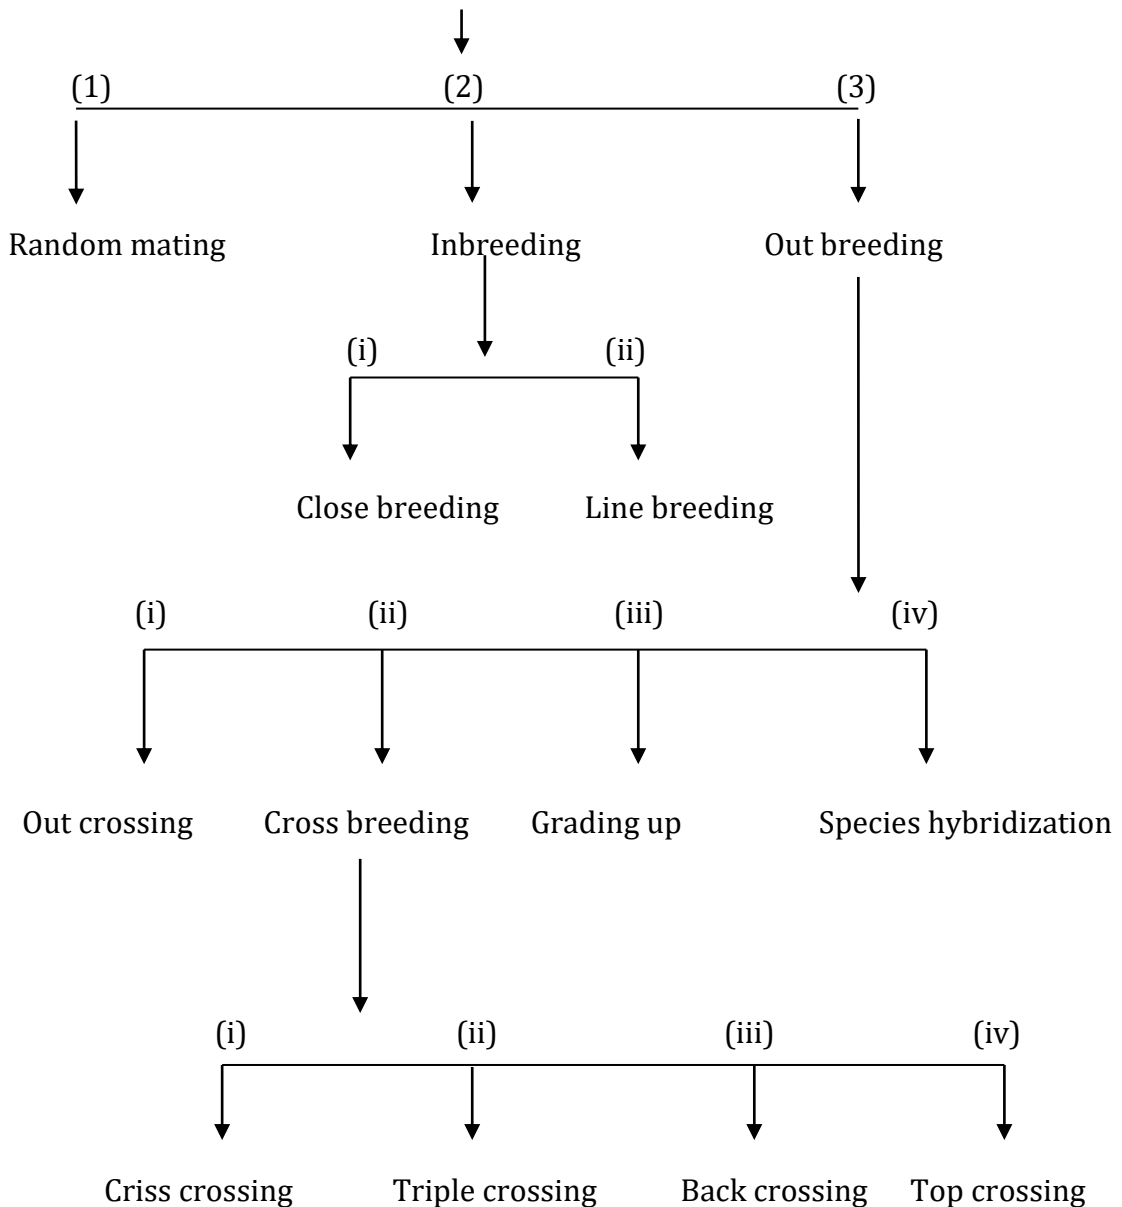 (1) (2) (3)
Random mating Inbreeding Out breeding
(i) (ii)
Close breeding Line breeding
(i) (ii) (iii) (iv)
Out crossing Cross breeding Grading up Species hybridization
(i) (ii) (iii) (iv)
Criss crossing Triple crossing Back crossing Top crossing